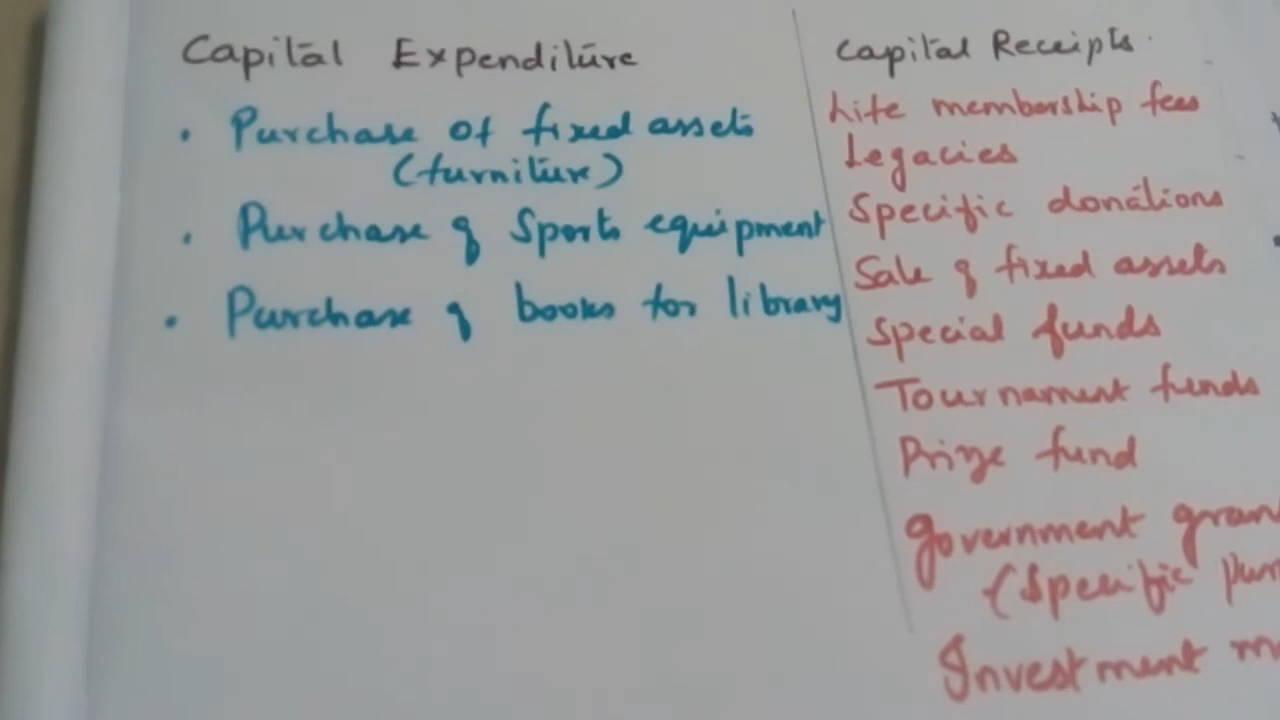 Capital Expenditure
• Purchase of fixed assets
(furniture)
• Purchase of Sports equipment
• Purchase of books for library
Capital Receipts
Life membership fees
Legacies
Specific donations
Sale of fixed assets
Special funds
Tournament funds
Prize fund
Government
(Specific
Investment